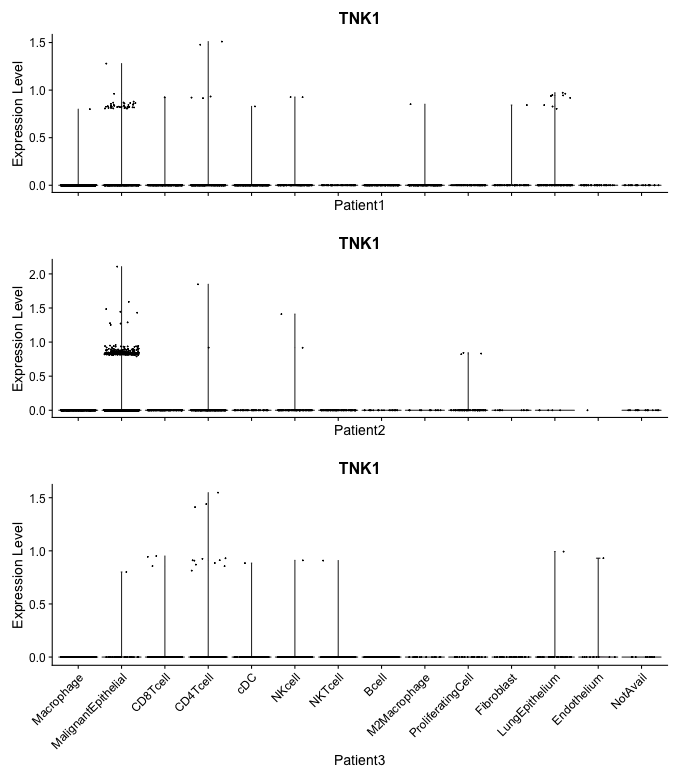 TNK1
Expression Level
1.5
1.0
0.5
0.0
Patient1
TNK1
Expression Level
2.0
1.5
1.0
0.5
0.0
Patient2
TNK1
Expression Level
1.5
1.0
0.5
0.0
Macrophage
MalignantEpithelial
CD8Tcell
CD4Tcell
cDC
NKcell
NKTcell
Bcell
M2Macrophage
ProliferatingCell
Fibroblast
LungEpithelium
Endothelium
NotAvail
Patient3